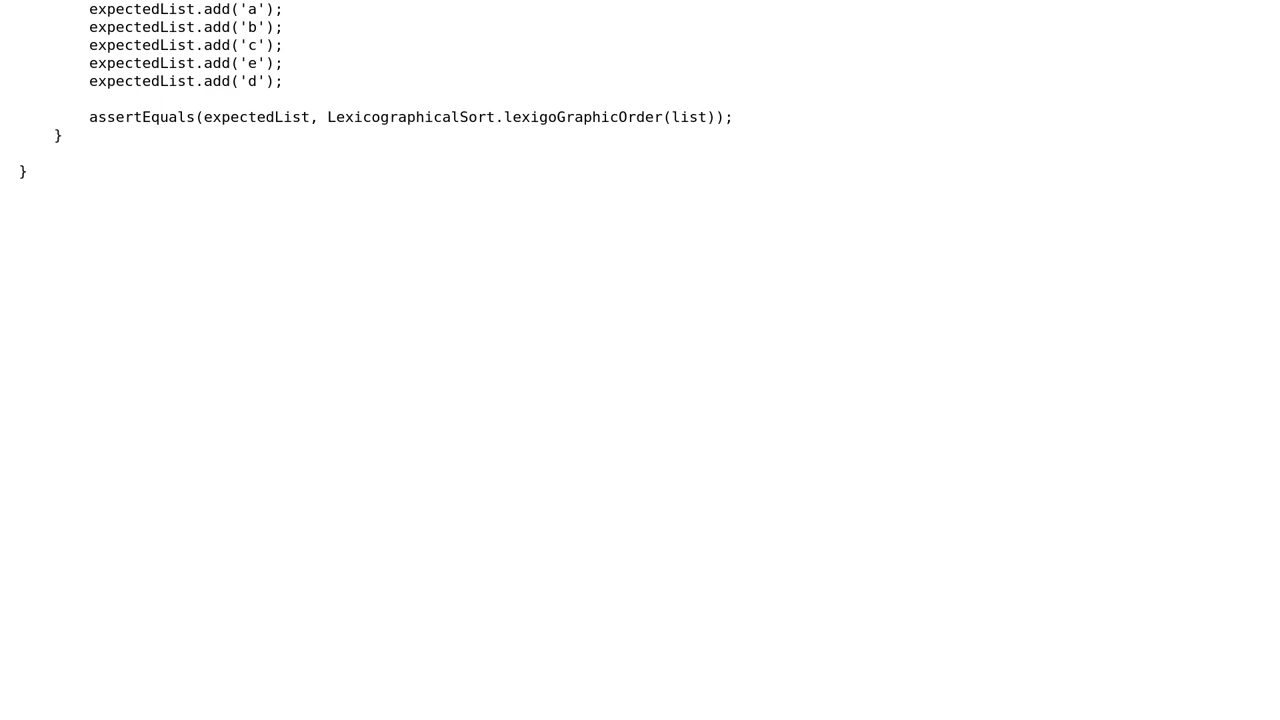 expectedList.add('a');
expectedList.add('b');
expectedList.add('c');
expectedList.add('e');
expectedList.add('d');
assertEquals(expectedList, LexicographicalSort.lexigoGraphicOrder(list));
}
}